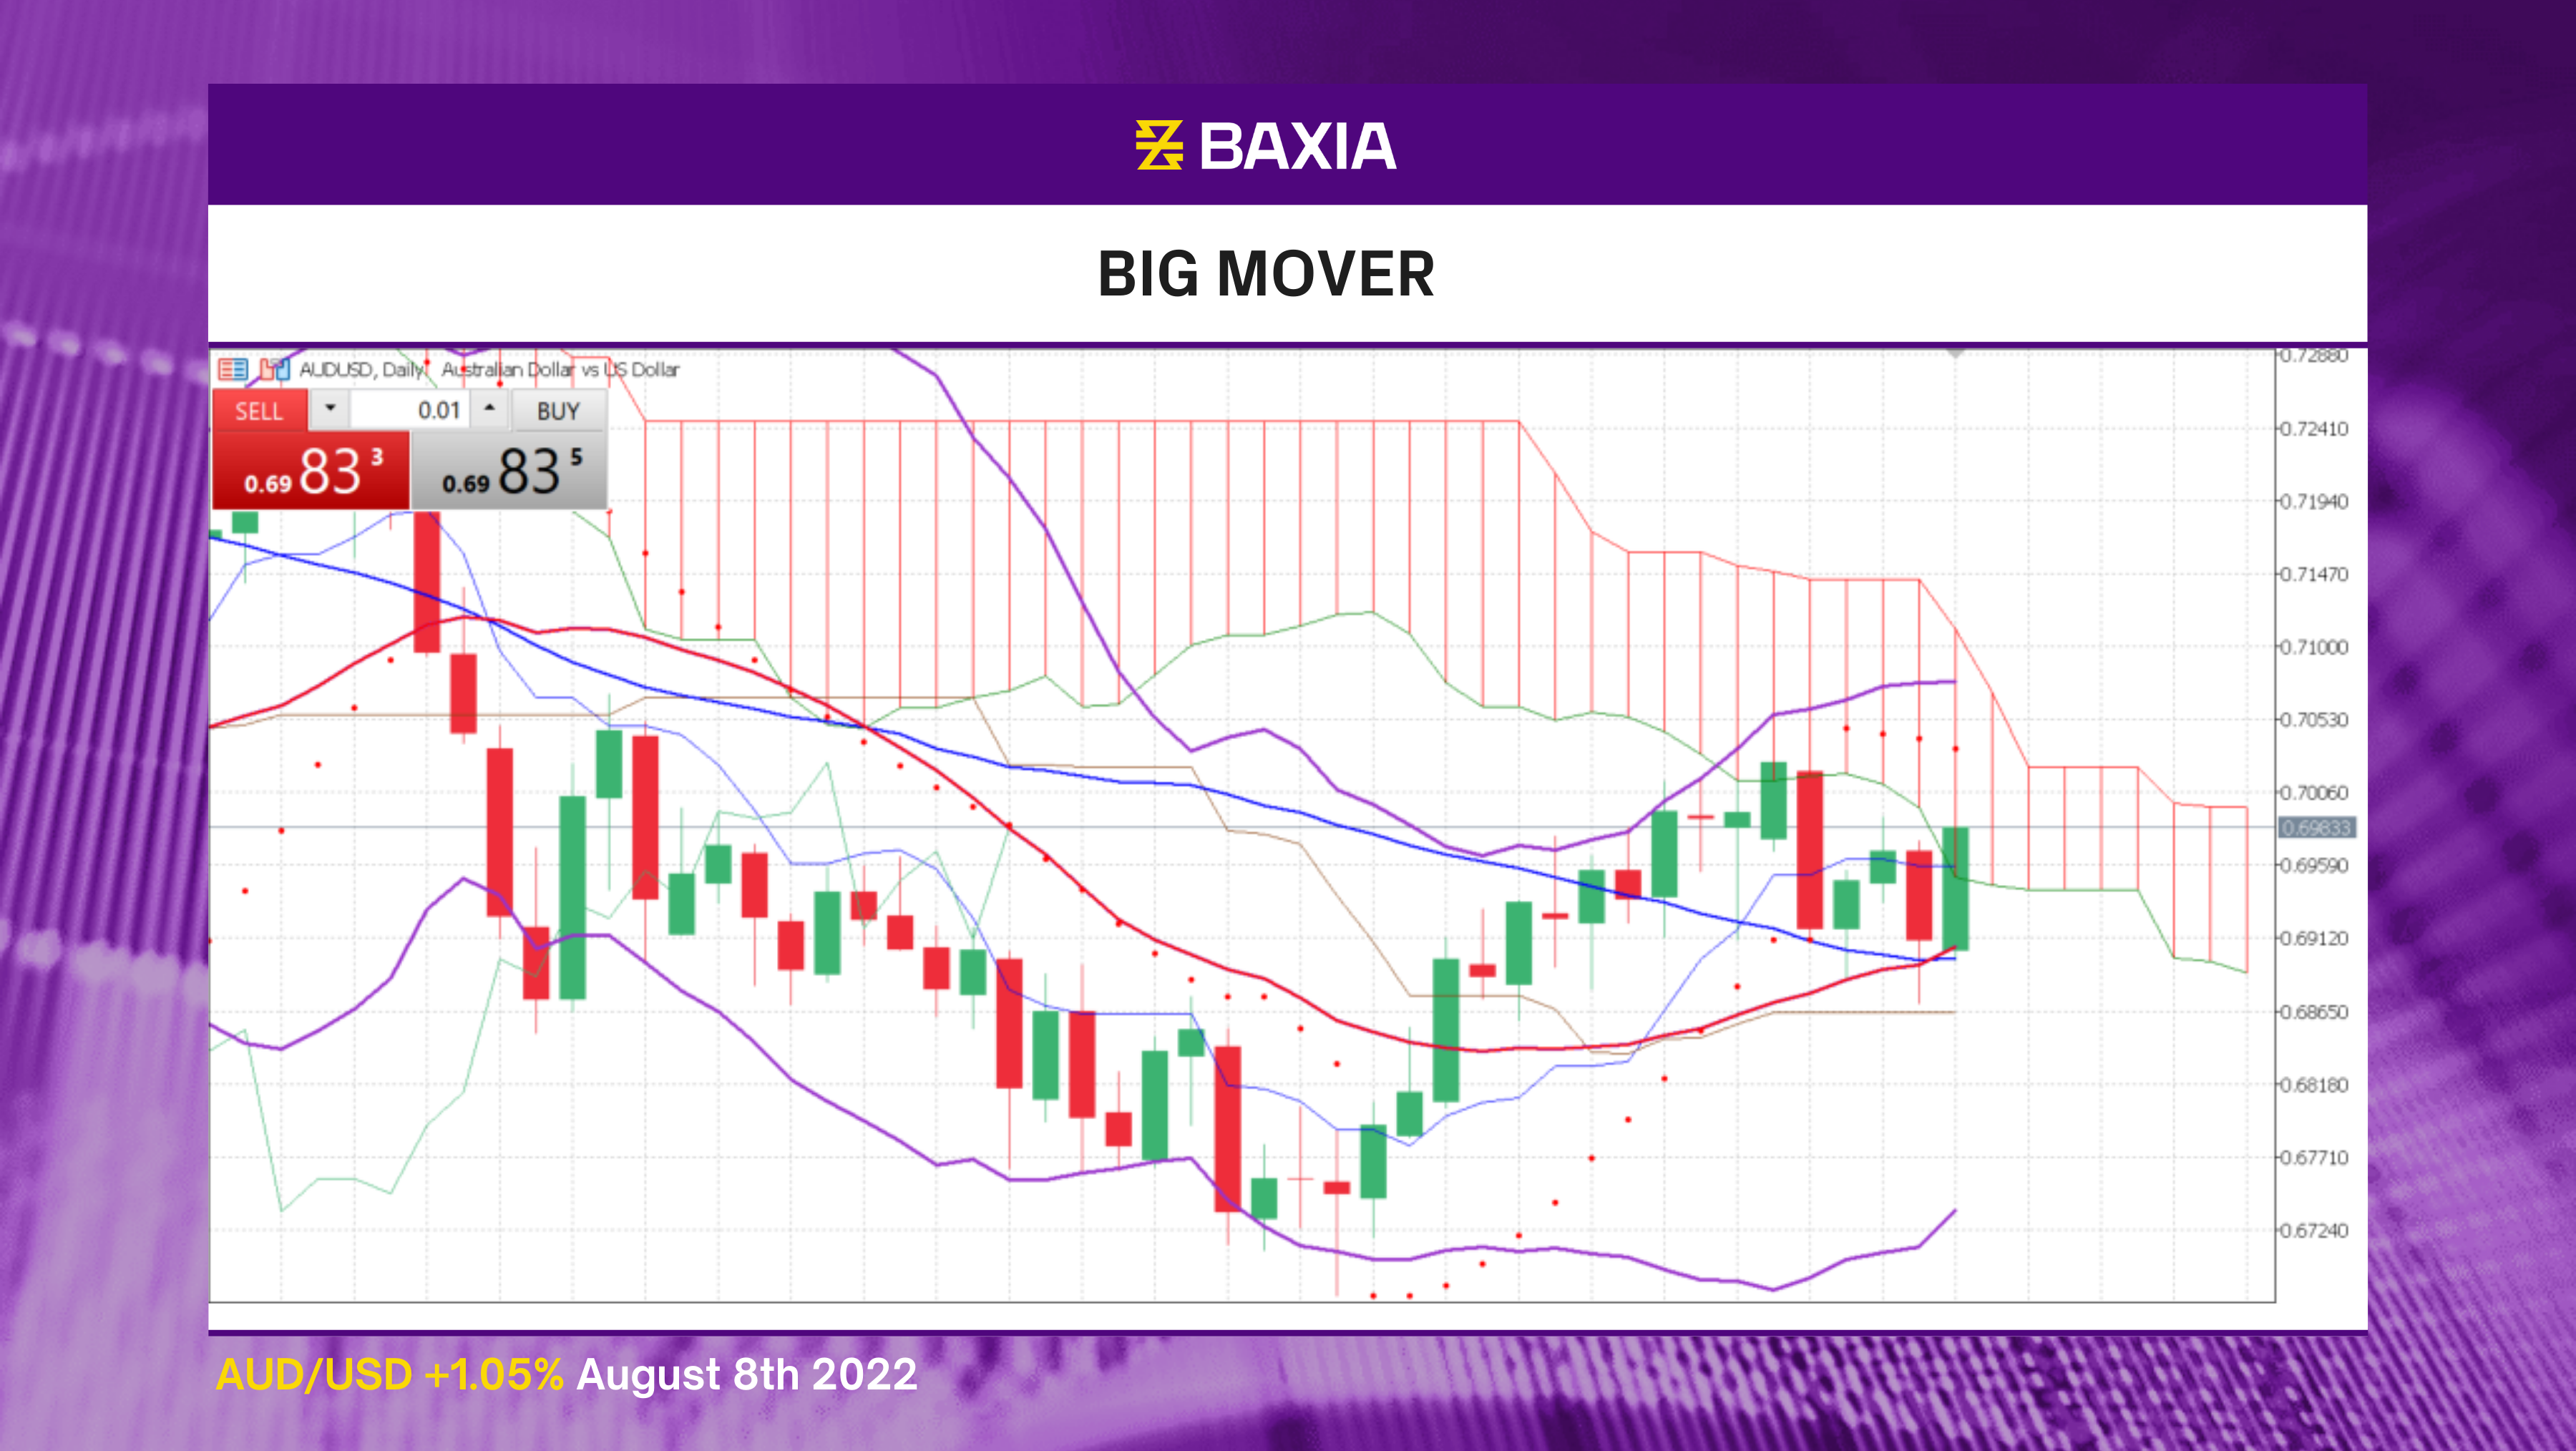 BAXIA
BIG MOVER
AUDUSD, Daily: Australian Dollar vs US Dollar
SELL 0.01 BUY
0.69 83 3 0.69 83 5
0.72880
0.72410
0.71940
0.71470
0.71000
0.70530
0.70060
0.69833
0.69590
0.69120
0.68650
0.68180
0.67710
0.67240
AUD/USD +1.05% August 8th 2022